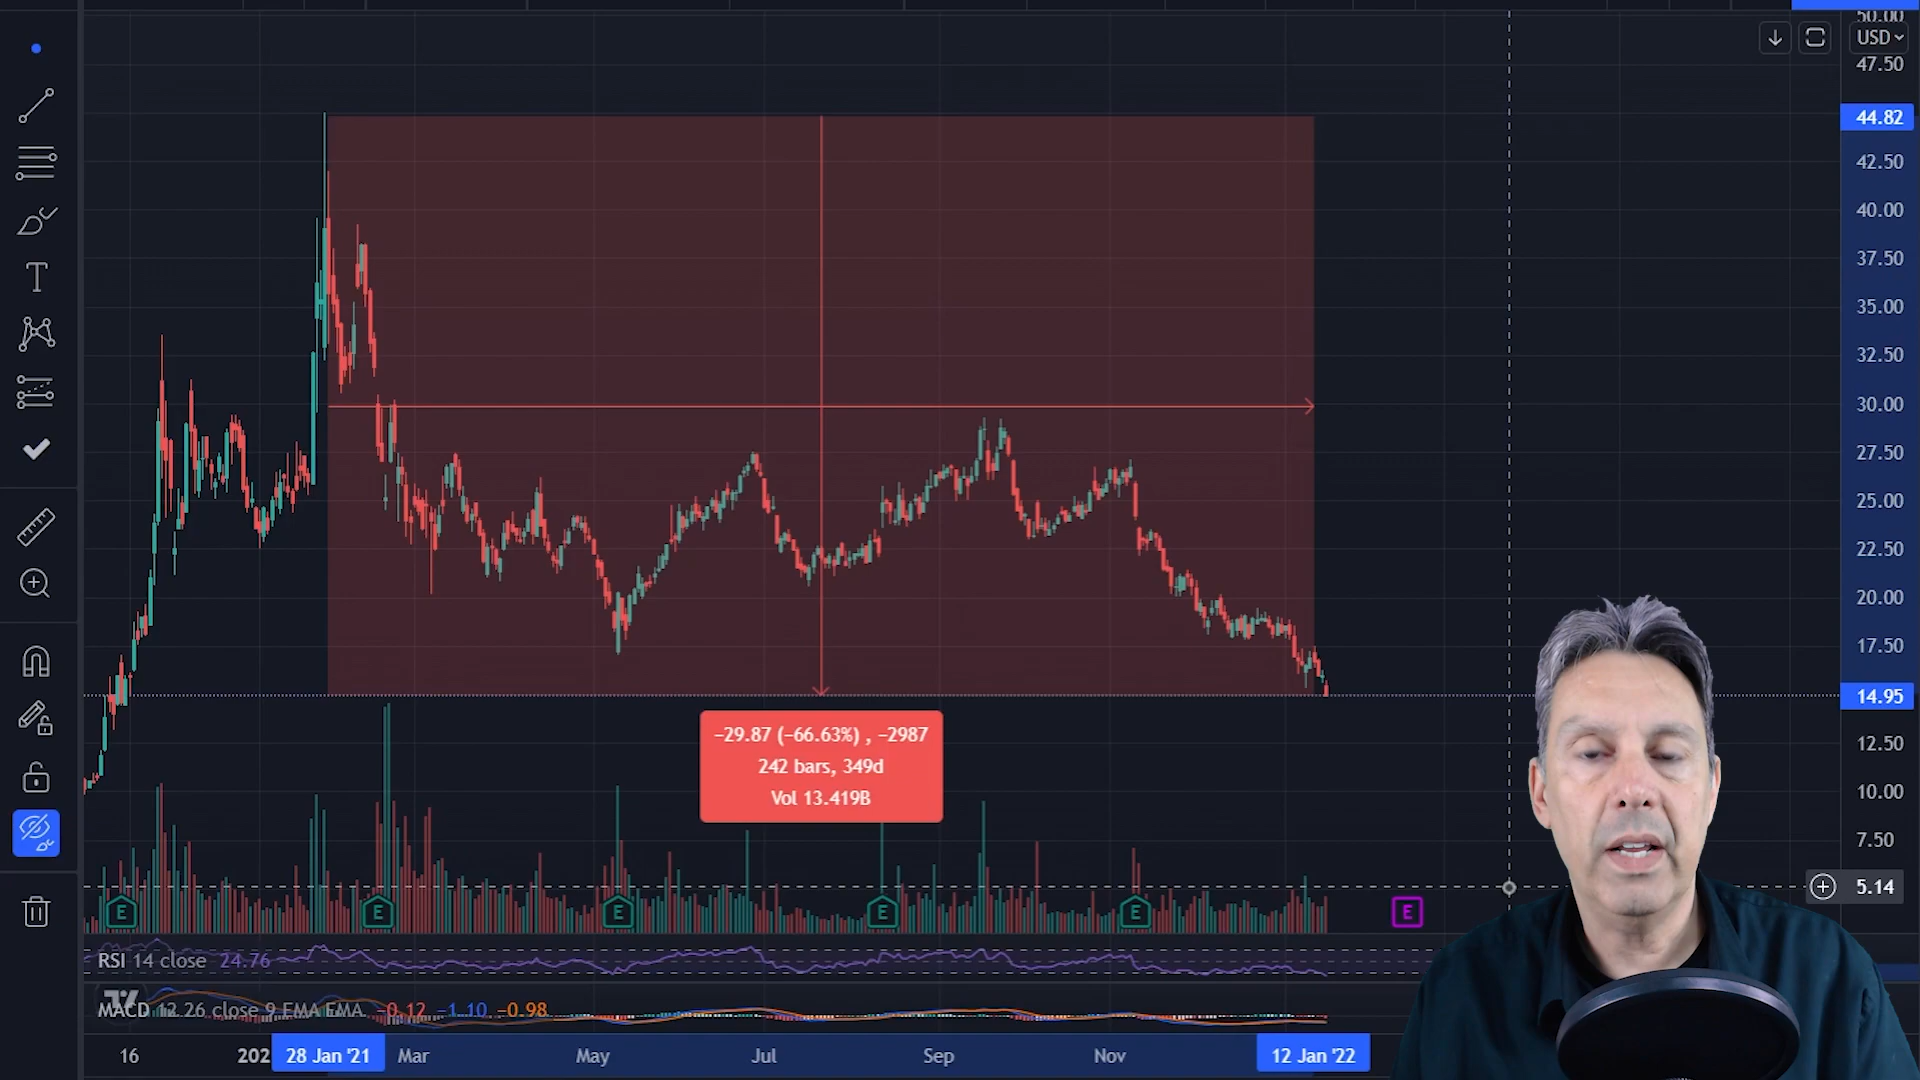 50.00
USD
47.50
44.82
42.50
40.00
37.50
35.00
32.50
30.00
27.50
25.00
22.50
20.00
17.50
14.95
12.50
10.00
7.50
5.14
T
−29.87 (−66.63%) , −2987
242 bars, 349d
Vol 13.419B
E E E E E E
RSI 14 close 24.76
MACD 12 26 close 9 EMA EMA −0.12 −1.10 −0.98
16 202 28 Jan '21 Mar May Jul Sep Nov 12 Jan '22